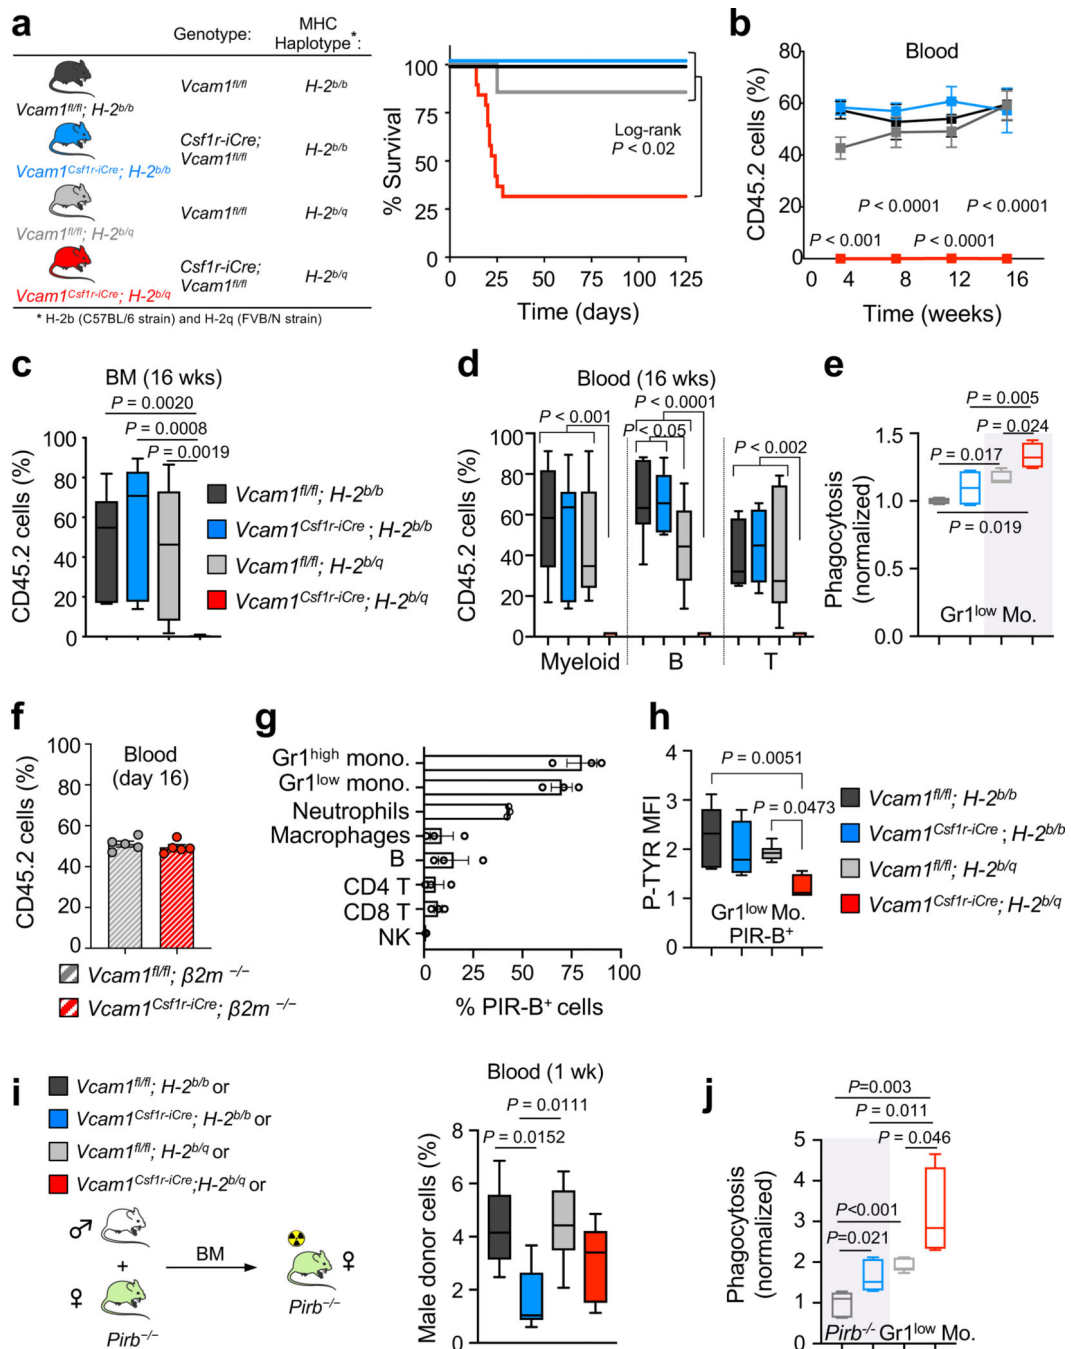 a
Genotype:
MHC
Haplotype*:
Vcam1fl/fl; H-2b/b
Vcam1fl/fl
H-2b/b
Vcam1Csf1r-iCre; H-2b/b
Csf1r-iCre;
Vcam1fl/fl
H-2b/b
Vcam1fl/fl; H-2b/q
Vcam1fl/fl
H-2b/q
Vcam1Csf1r-iCre; H-2b/q
Csf1r-iCre;
Vcam1fl/fl
H-2b/q
* H-2b (C57BL/6 strain) and H-2q (FVB/N strain)
% Survival
100
75
50
25
0
Log-rank
P < 0.02
0 25 50 75 100 125
Time (days)
b
Blood
CD45.2 cells (%)
80
60
40
20
0
P < 0.0001 P < 0.0001
P < 0.001 P < 0.0001
0 4 8 12 16
Time (weeks)
c
BM (16 wks)
P = 0.0020
P = 0.0008
P = 0.0019
CD45.2 cells (%)
100
80
60
40
20
0
Vcam1fl/fl; H-2b/b
Vcam1Csf1r-iCre; H-2b/b
Vcam1fl/fl; H-2b/q
Vcam1Csf1r-iCre; H-2b/q
d
Blood (16 wks)
P < 0.0001
P < 0.001
P < 0.05
P < 0.002
CD45.2 cells (%)
100
80
60
40
20
0
Myeloid B T
e
P = 0.005
P = 0.024
P = 0.017
P = 0.019
Phagocytosis
(normalized)
1.5
1.0
0.5
0.0
Gr1low Mo.
f
Blood
(day 16)
CD45.2 cells (%)
100
80
60
40
20
0
Vcam1fl/fl; β2m −/−
Vcam1Csf1r-iCre; β2m −/−
g
Gr1high mono.
Gr1low mono.
Neutrophils
Macrophages
B
CD4 T
CD8 T
NK
0 25 50 75 100
% PIR-B+ cells
h
P = 0.0051
P = 0.0473
P-TYR MFI
4
3
2
1
0
Gr1low Mo.
PIR-B+
Vcam1fl/fl; H-2b/b
Vcam1Csf1r-iCre; H-2b/b
Vcam1fl/fl; H-2b/q
Vcam1Csf1r-iCre; H-2b/q
i
Vcam1fl/fl; H-2b/b or
Vcam1Csf1r-iCre; H-2b/b or
Vcam1fl/fl; H-2b/q or
Vcam1Csf1r-iCre;H-2b/q or
♂
+
♀
Pirb−/−
BM
♀
Pirb−/−
Blood (1 wk)
P = 0.0111
P = 0.0152
Male donor cells (%)
8
6
4
2
0
j
P=0.003
P = 0.011
P = 0.046
P<0.001
P=0.021
Phagocytosis
(normalized)
5
4
3
2
1
0
Pirb-/- Gr1low Mo.